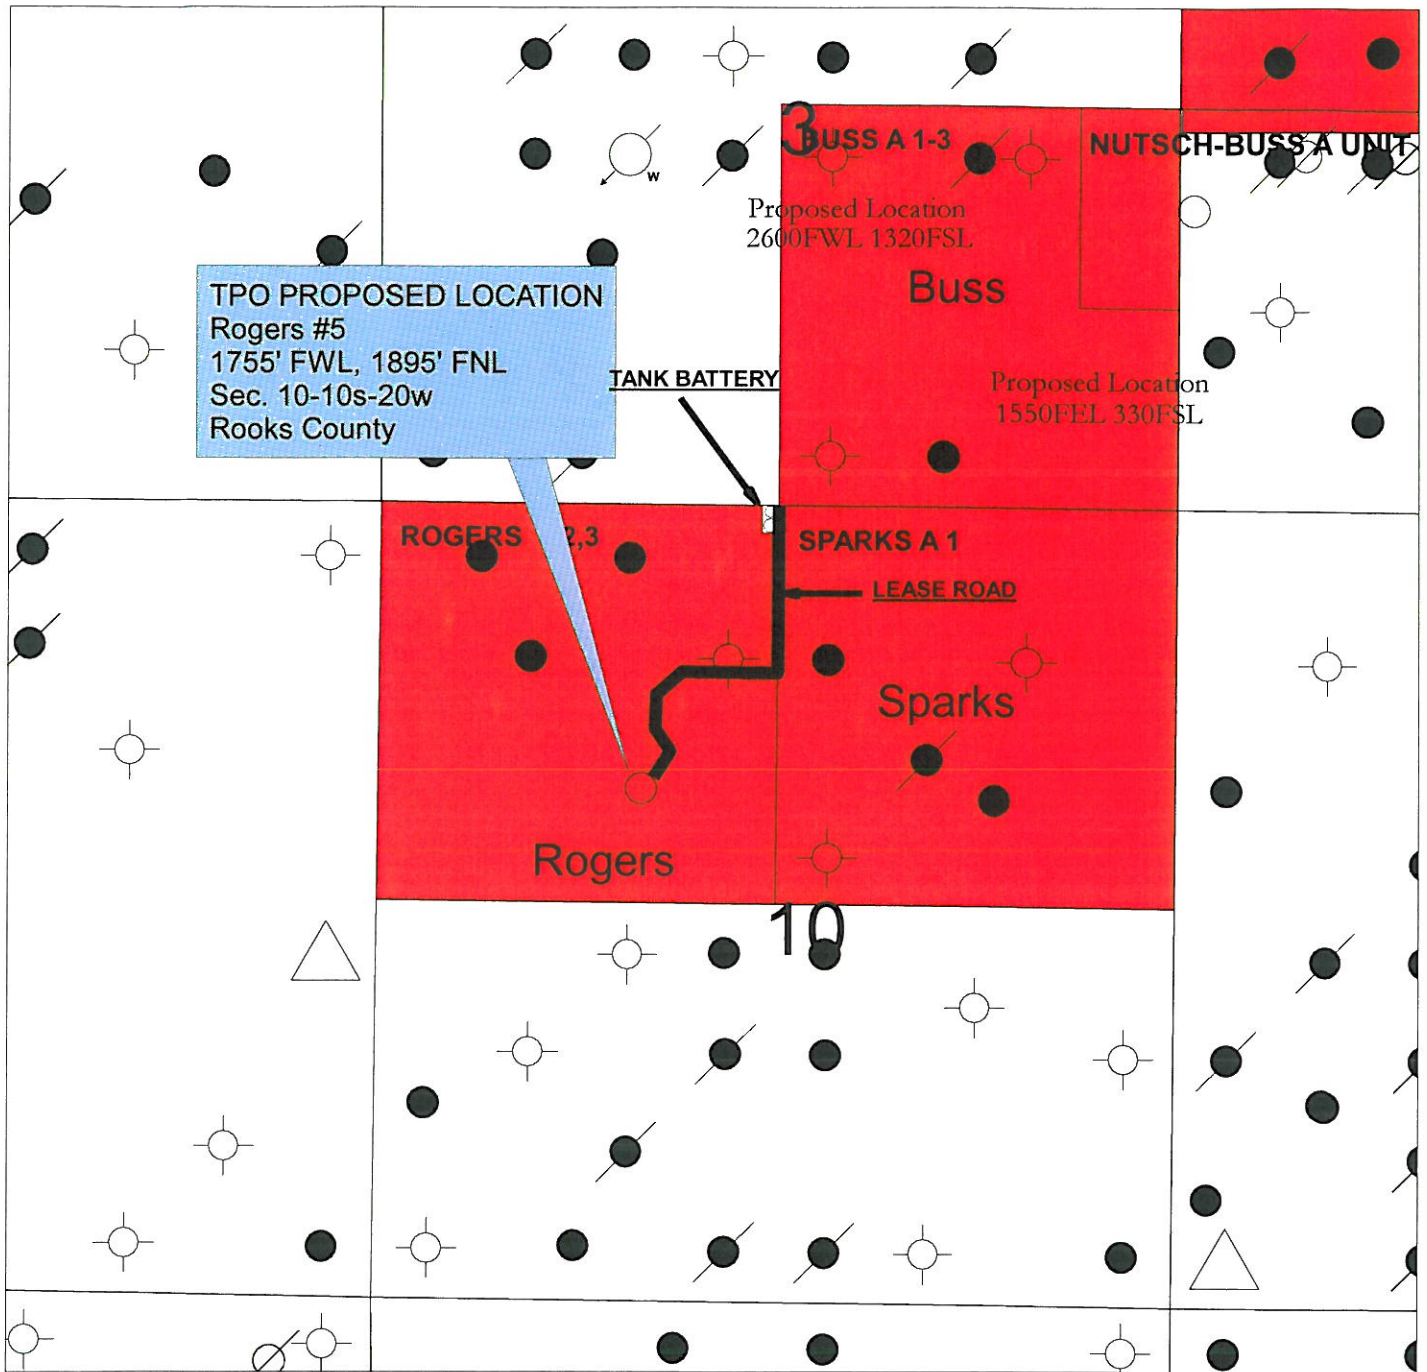 3
BUSS A 1-3
NUTSCH-BUSS A UNIT
w
Proposed Location
2600FWL 1320FSL
Buss
TPO PROPOSED LOCATION
Rogers #5
1755' FWL, 1895' FNL
Sec. 10-10s-20w
Rooks County
TANK BATTERY
Proposed Location
1550FEL 330FSL
ROGERS 2,3
SPARKS A 1
LEASE ROAD
Sparks
Rogers
10